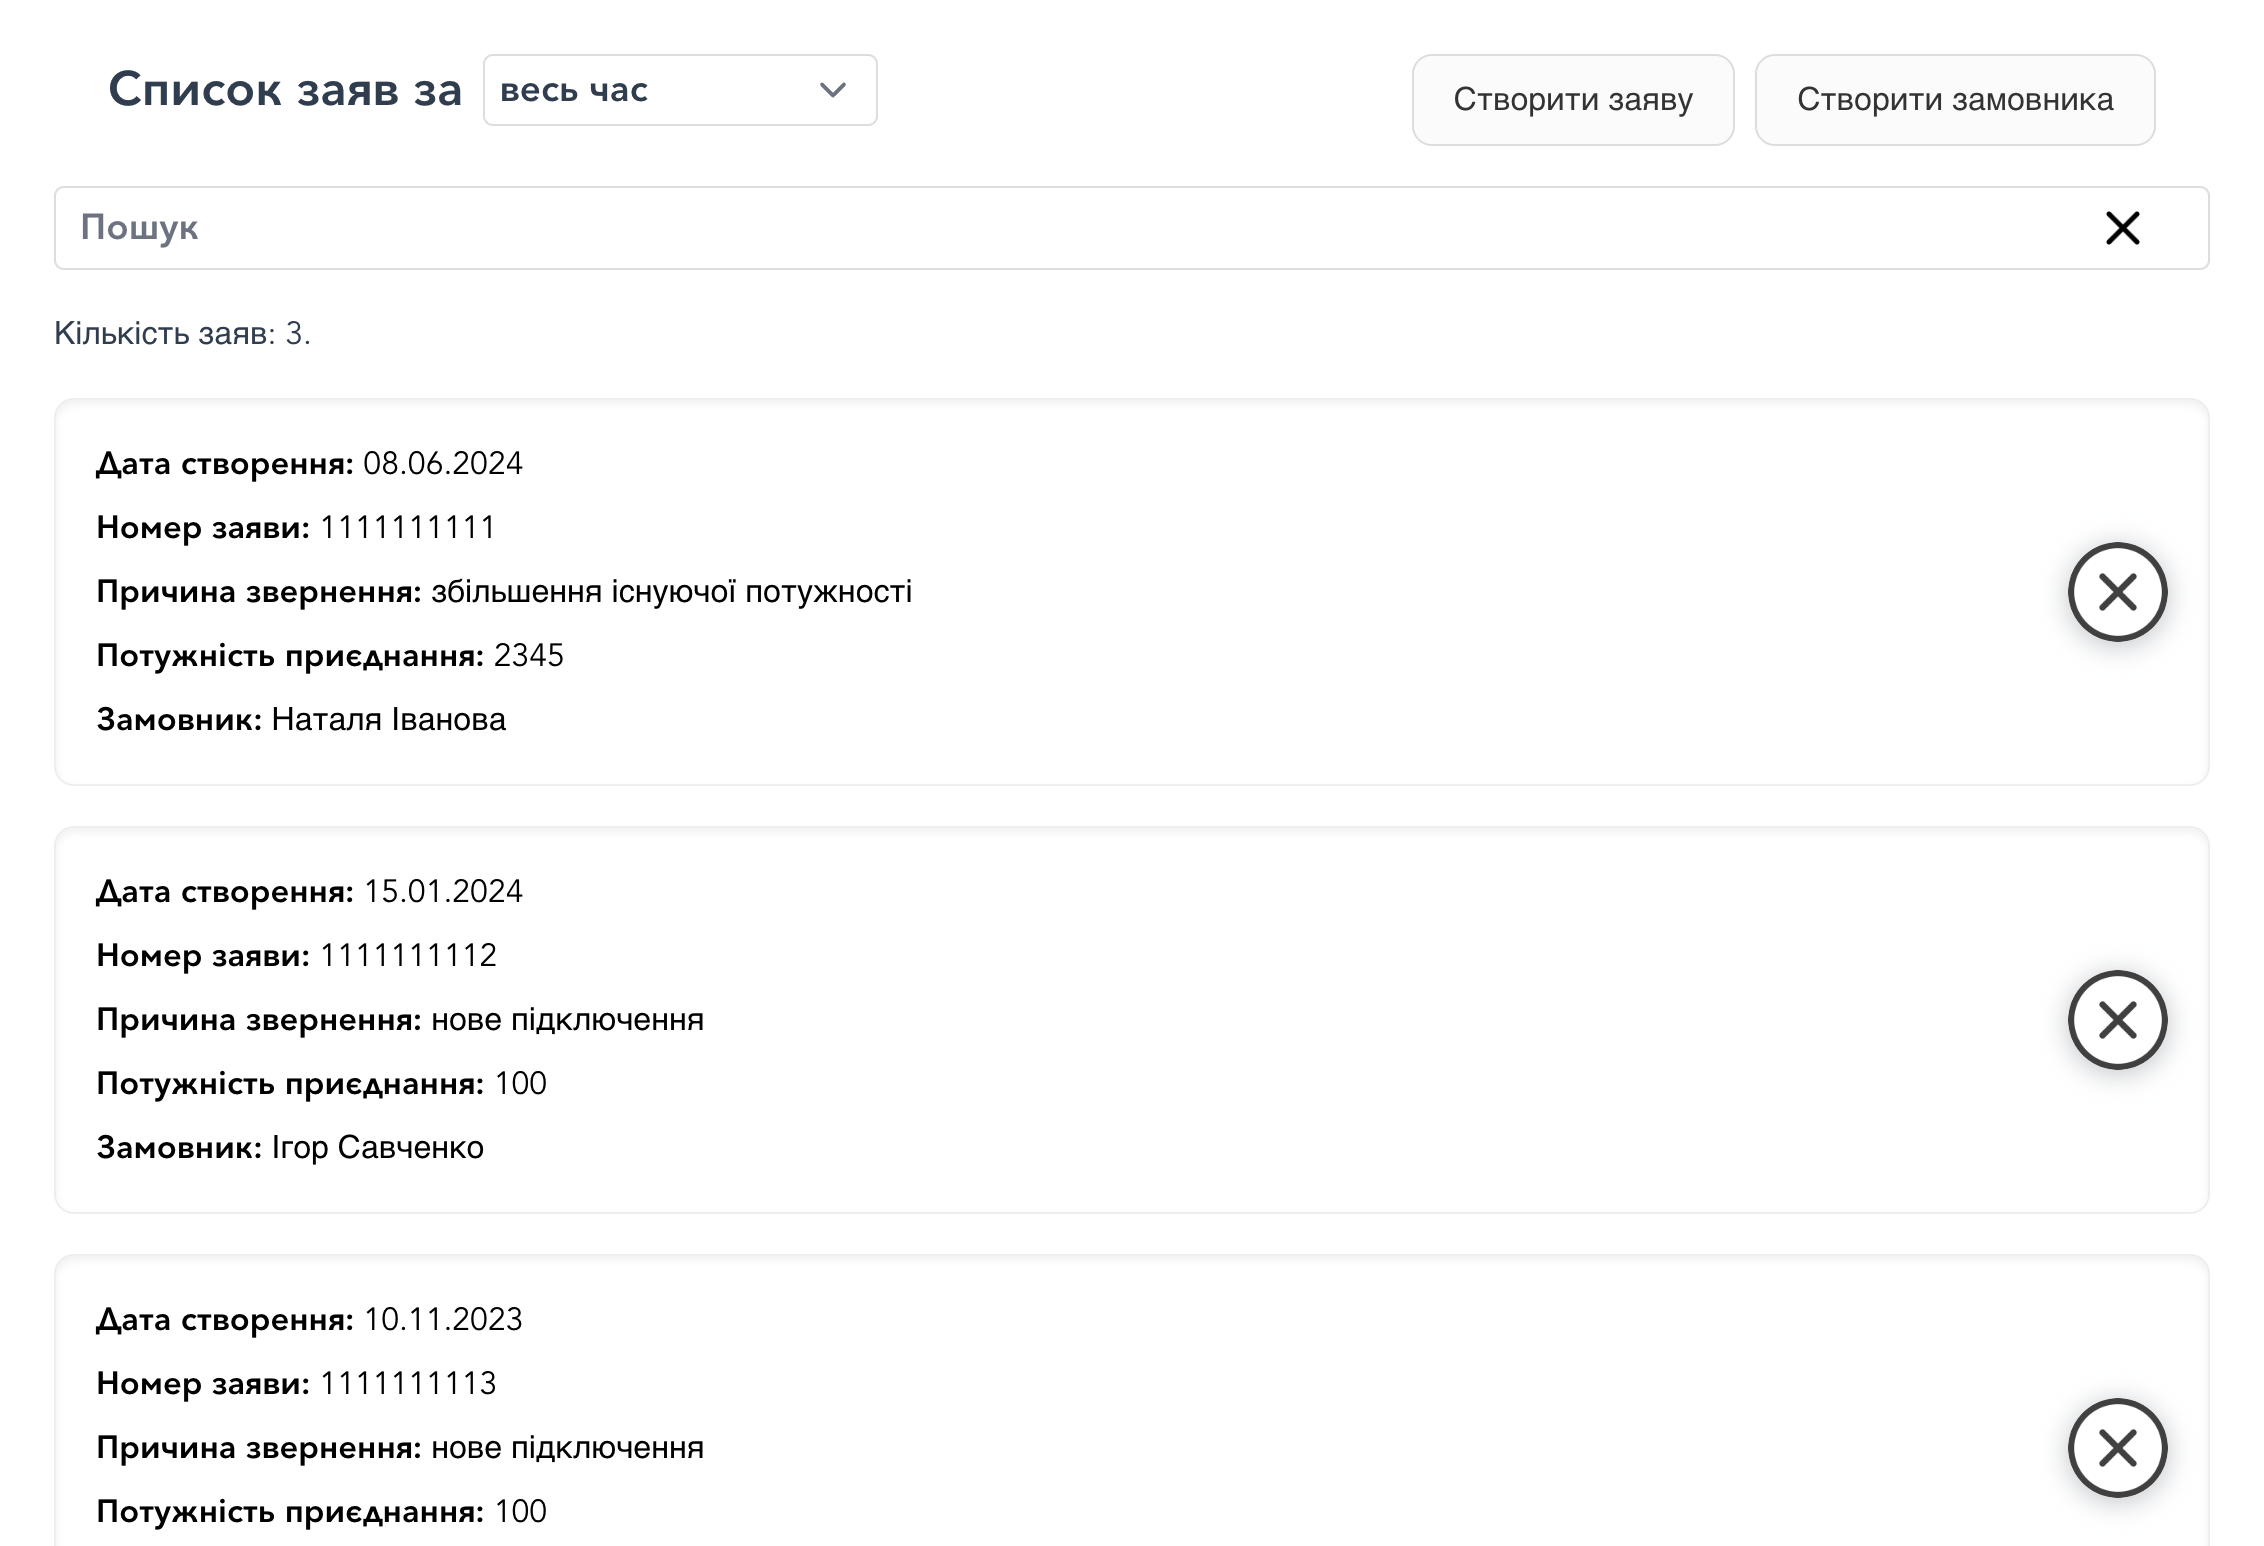 Список заяв за весь час Створити заяву Створити замовника
Пошук
Кількість заяв: 3.
Дата створення: 08.06.2024
Номер заяви: 1111111111
Причина звернення: збільшення існуючої потужності
Потужність приєднання: 2345
Замовник: Наталя Іванова
Дата створення: 15.01.2024
Номер заяви: 1111111112
Причина звернення: нове підключення
Потужність приєднання: 100
Замовник: Ігор Савченко
Дата створення: 10.11.2023
Номер заяви: 1111111113
Причина звернення: нове підключення
Потужність приєднання: 100